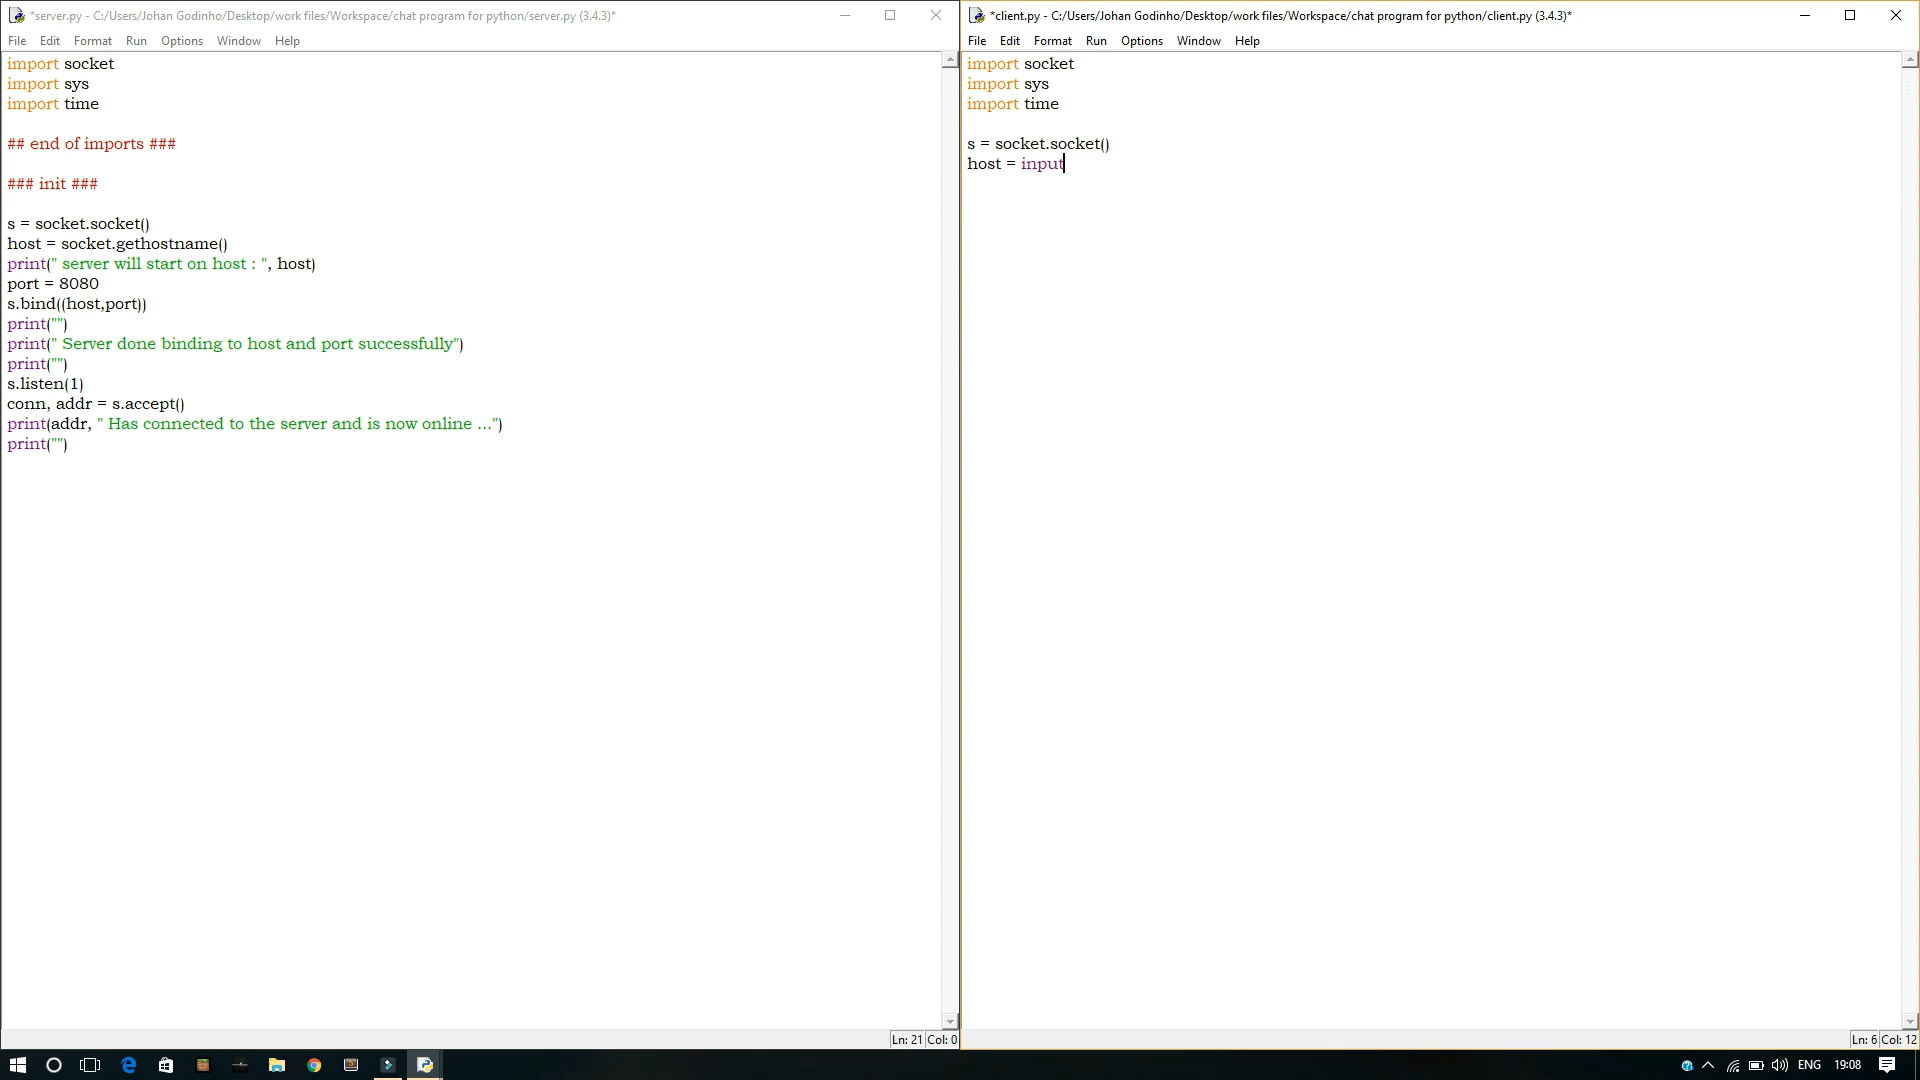 *server.py - C:/Users/Johan Godinho/Desktop/work files/Workspace/chat program for python/server.py (3.4.3)*
File Edit Format Run Options Window Help
import socket
import sys
import time
## end of imports ###
### init ###
s = socket.socket()
host = socket.gethostname()
print(" server will start on host : ", host)
port = 8080
s.bind((host,port))
print("")
print(" Server done binding to host and port successfully")
print("")
s.listen(1)
conn, addr = s.accept()
print(addr, " Has connected to the server and is now online ...")
print("")
Ln: 21 Col: 0
*client.py - C:/Users/Johan Godinho/Desktop/work files/Workspace/chat program for python/client.py (3.4.3)*
File Edit Format Run Options Window Help
import socket
import sys
import time
s = socket.socket()
host = input
Ln: 6 Col: 12
ENG 19:08